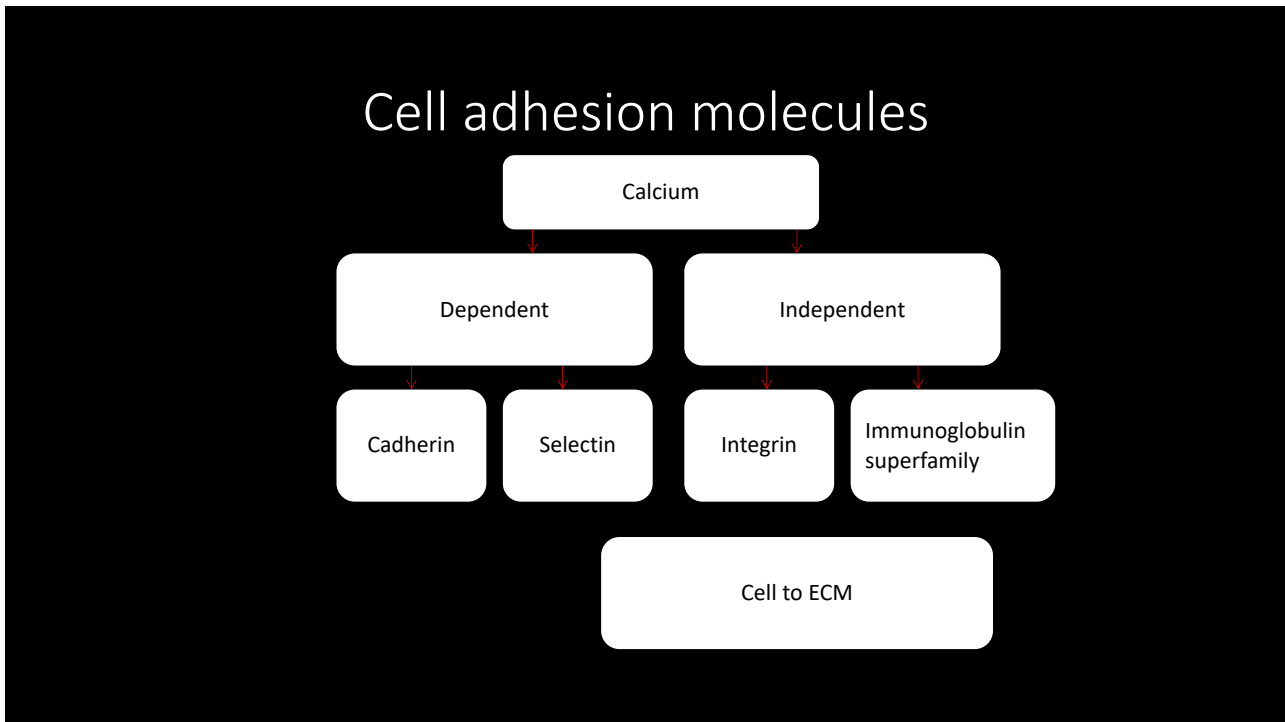 Cell adhesion molecules
Calcium
Dependent
Independent
Cadherin
Selectin
Integrin
Immunoglobulin
superfamily
Cell to ECM